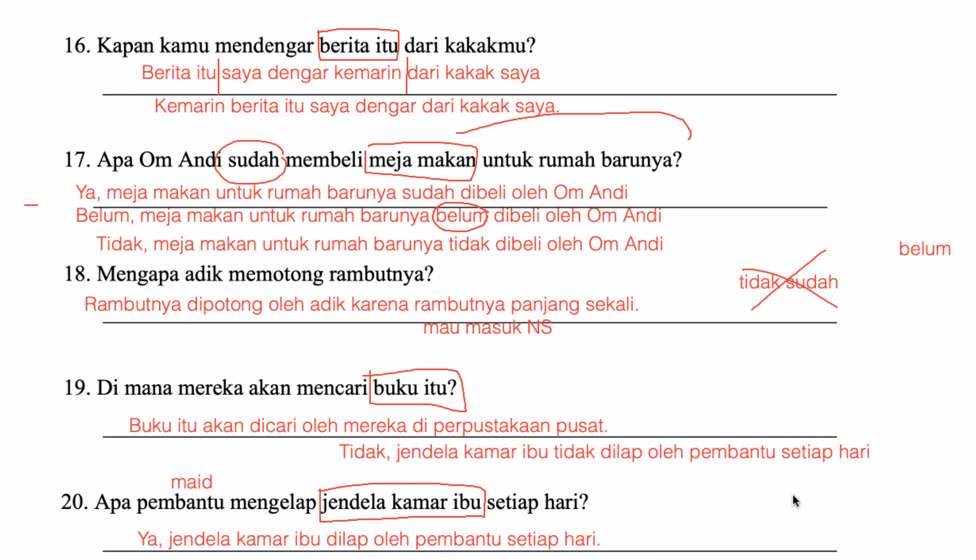 16. Kapan kamu mendengar berita itu dari kakakmu?
Berita itu saya dengar kemarin dari kakak saya
Kemarin berita itu saya dengar dari kakak saya.
17. Apa Om Andi sudah membeli meja makan untuk rumah barunya?
Ya, meja makan untuk rumah barunya sudah dibeli oleh Om Andi
Belum, meja makan untuk rumah barunya belum dibeli oleh Om Andi
Tidak, meja makan untuk rumah barunya tidak dibeli oleh Om Andi
belum
18. Mengapa adik memotong rambutnya?
tidak sudah
Rambutnya dipotong oleh adik karena rambutnya panjang sekali.
mau masuk NS
19. Di mana mereka akan mencari buku itu?
Buku itu akan dicari oleh mereka di perpustakaan pusat.
Tidak, jendela kamar ibu tidak dilap oleh pembantu setiap hari
maid
20. Apa pembantu mengelap jendela kamar ibu setiap hari?
Ya, jendela kamar ibu dilap oleh pembantu setiap hari.